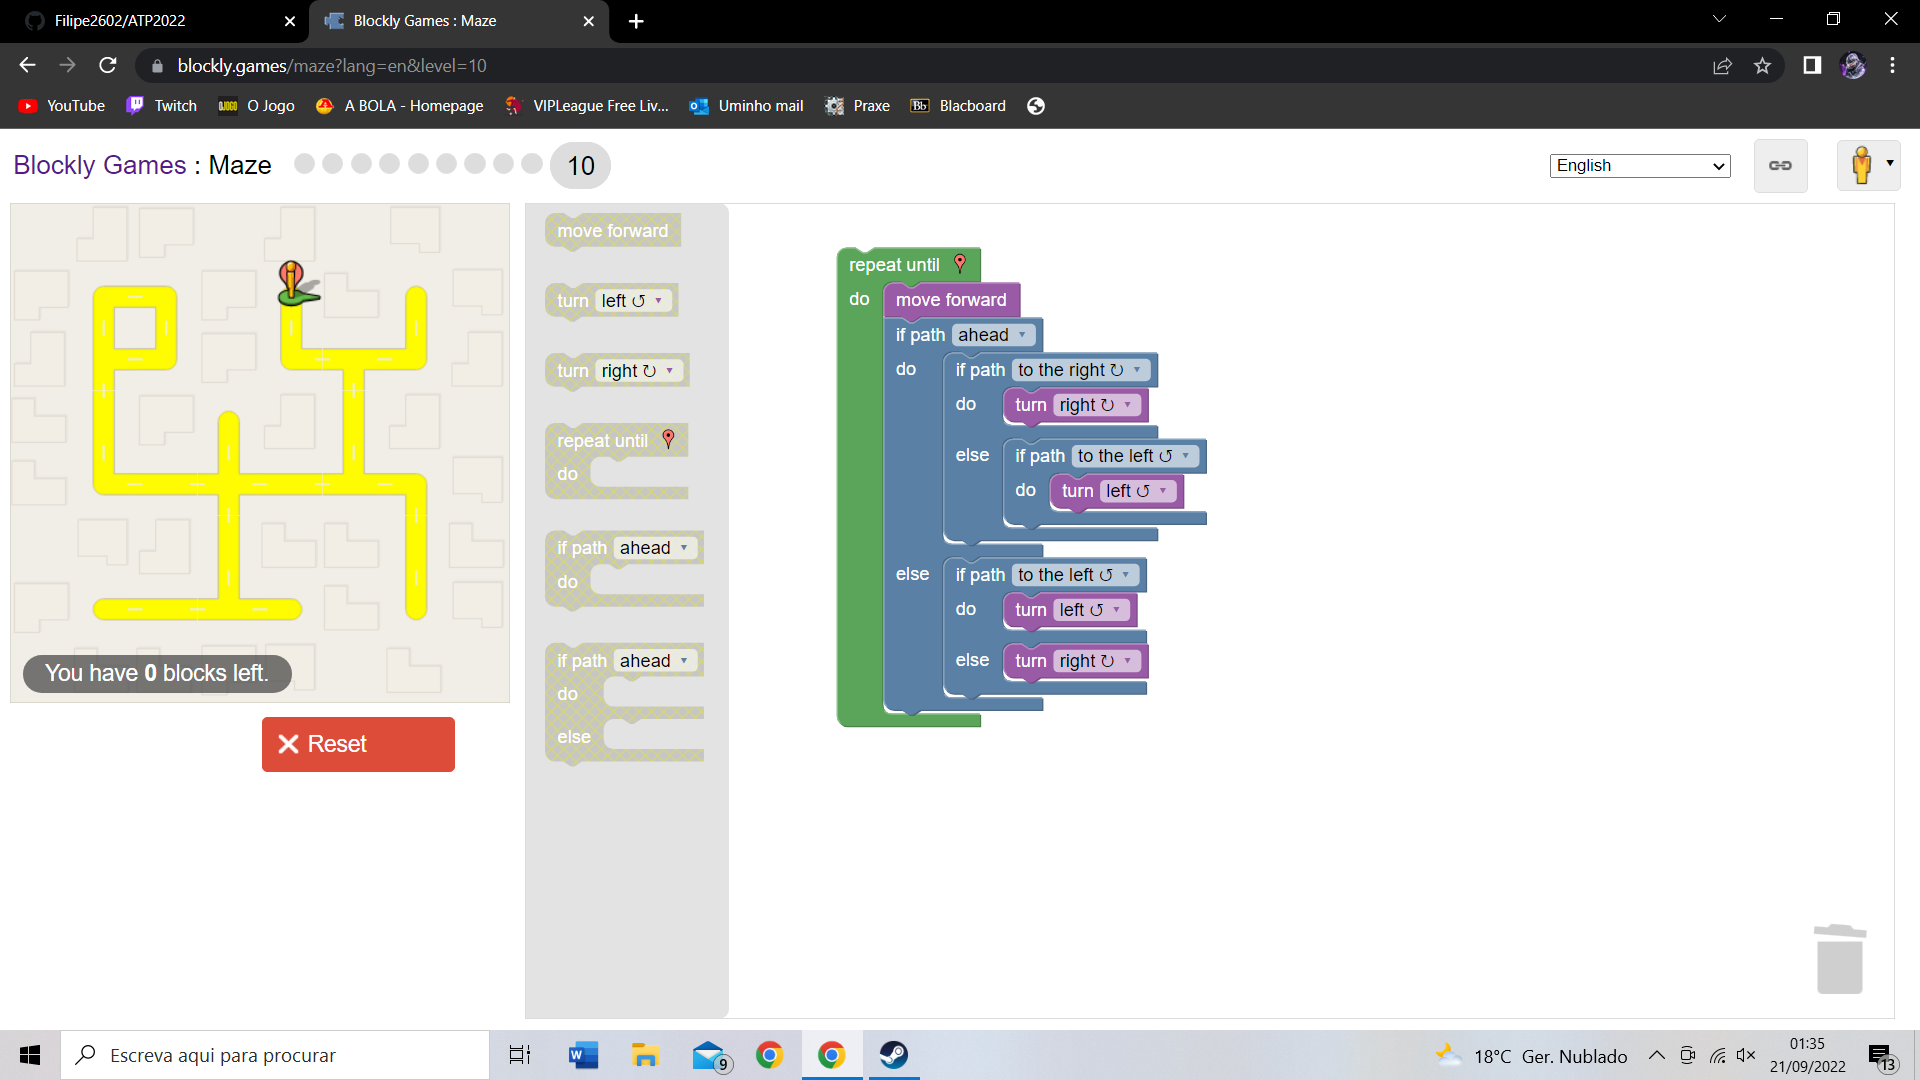 Filipe2602/ATP2022
Blockly Games : Maze
blockly.games/maze?lang=en&level=10
YouTube
Twitch
O JOGO
O Jogo
A BOLA - Homepage
VIPLeague Free Liv...
Uminho mail
Praxe
Bb
Blacboard
Blockly Games : Maze
10
English
move forward
turn left ↺
turn right ↻
repeat until
do
if path ahead
do
if path ahead
do
else
repeat until
do
move forward
if path ahead
do
if path to the right ↻
do
turn right ↻
else
if path to the left ↺
do
turn left ↺
else
if path to the left ↺
do
turn left ↺
else
turn right ↻
You have 0 blocks left.
Reset
Escreva aqui para procurar
W
9
18°C Ger. Nublado
01:35
21/09/2022
13